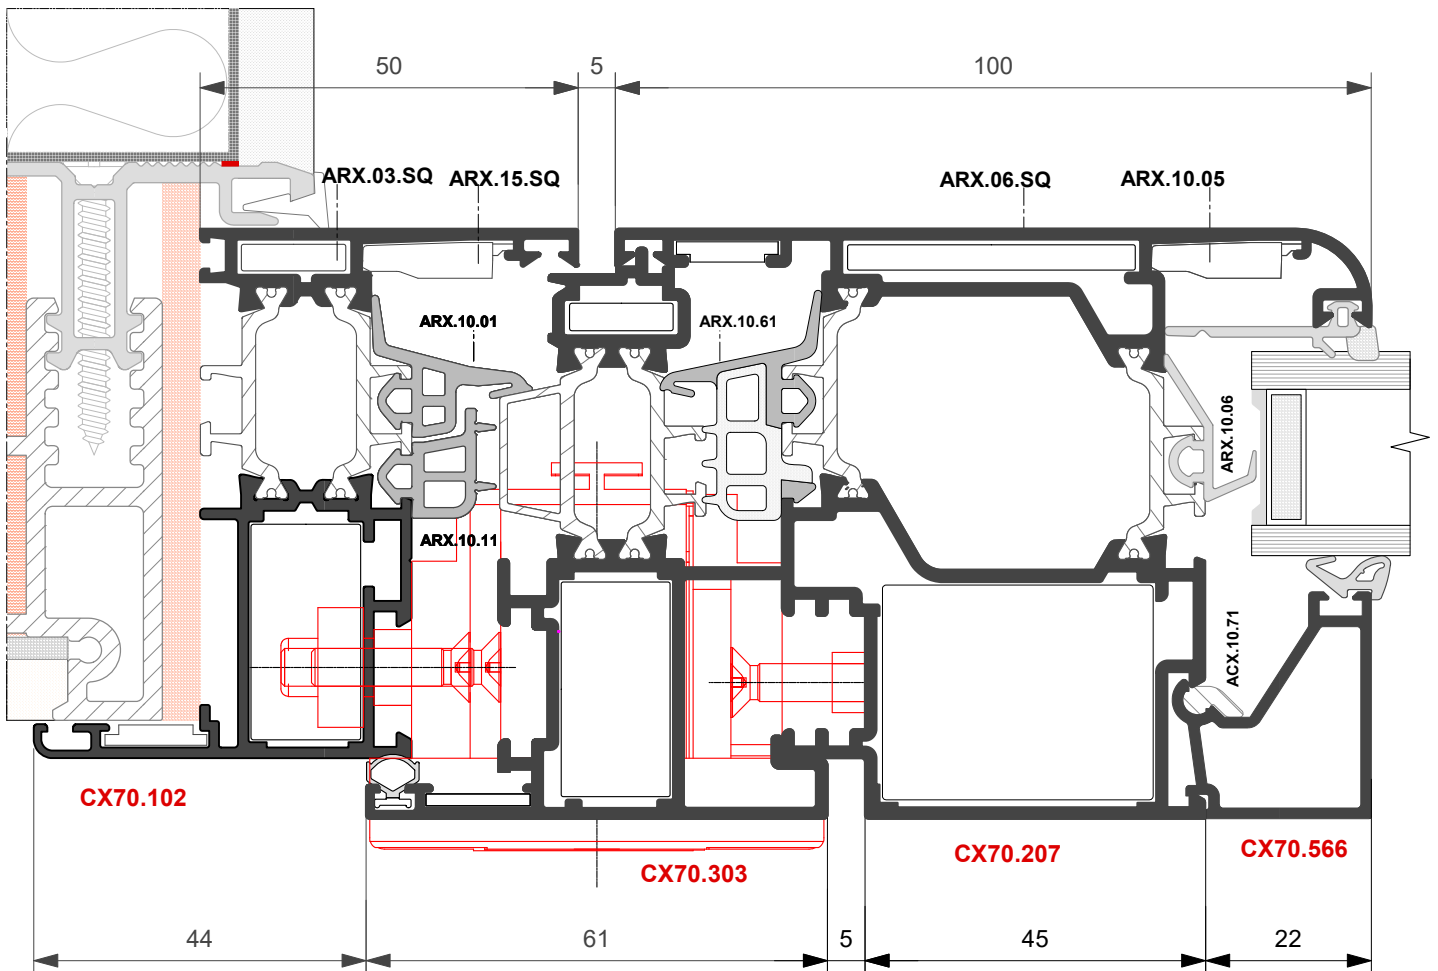 50
5
100
ARX.03.SQ
ARX.15.SQ
ARX.06.SQ
ARX.10.05
ARX.10.01
ARX.10.61
ARX.10.06
ARX.10.11
ACX.10.71
CX70.102
CX70.303
CX70.207
CX70.566
44
61
5
45
22